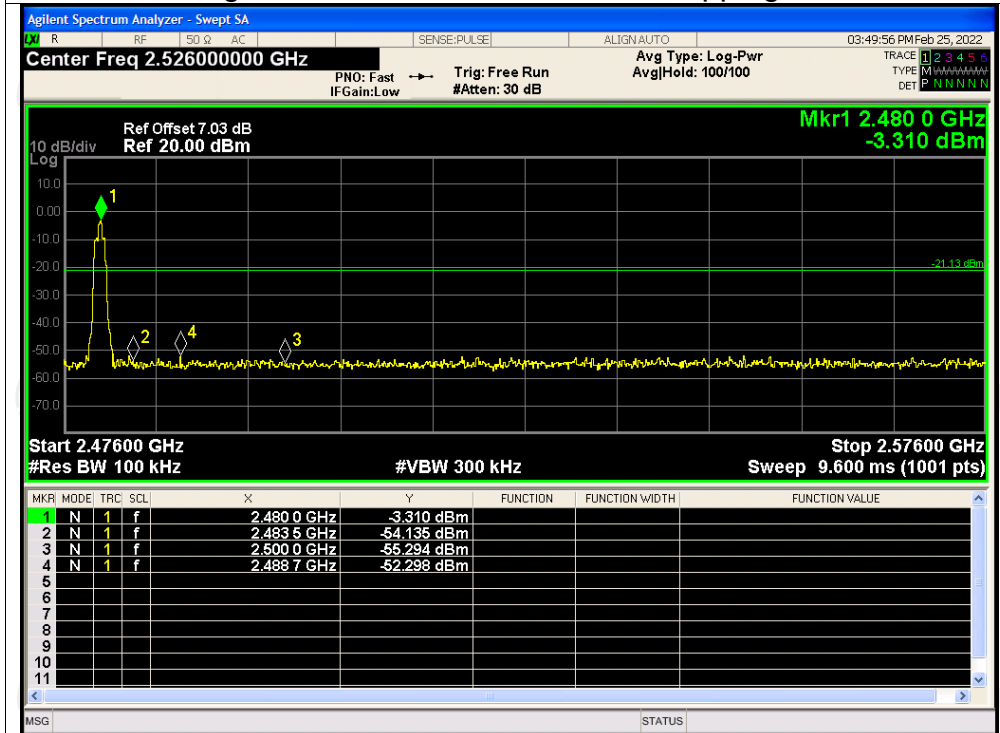 Agilent Spectrum Analyzer - Swept SA
LXI R RF 50 Ω AC SENSE:PULSE ALIGN AUTO 03:49:56 PM Feb 25, 2022
Center Freq 2.526000000 GHz
PNO: Fast
IFGain:Low
Trig: Free Run
#Atten: 30 dB
Avg Type: Log-Pwr
Avg|Hold: 100/100
TRACE 1 2 3 4 5 6
TYPE M
DET P N N N N N
Mkr1 2.480 0 GHz
-3.310 dBm
Ref Offset 7.03 dB
10 dB/div Ref 20.00 dBm
Log
10.0
0.00
-10.0
-20.0
-30.0
-40.0
-50.0
-60.0
-70.0
1
2
4
3
-21.13 dBm
Start 2.47600 GHz Stop 2.57600 GHz
#Res BW 100 kHz #VBW 300 kHz Sweep 9.600 ms (1001 pts)
MKR MODE TRC SCL X Y FUNCTION FUNCTION WIDTH FUNCTION VALUE
1 N 1 f 2.480 0 GHz -3.310 dBm
2 N 1 f 2.483 5 GHz -54.135 dBm
3 N 1 f 2.500 0 GHz -55.294 dBm
4 N 1 f 2.488 7 GHz -52.298 dBm
5
6
7
8
9
10
11
MSG STATUS